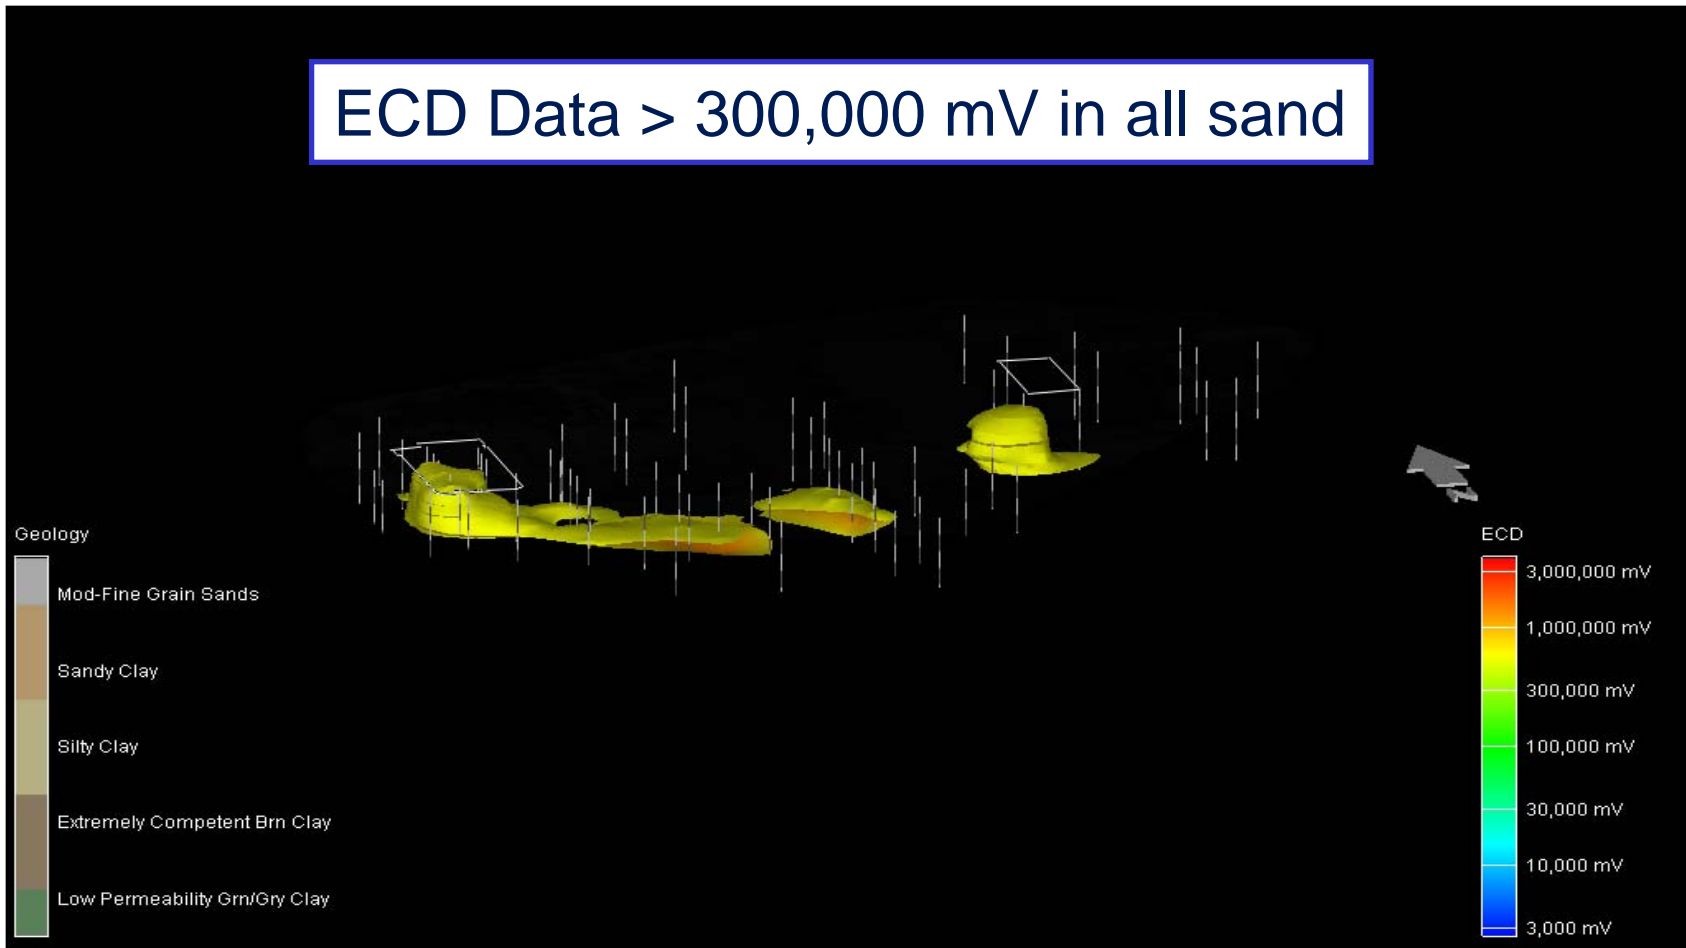 ECD Data > 300,000 mV in all sand
Geology
Mod-Fine Grain Sands
Sandy Clay
Silty Clay
Extremely Competent Brn Clay
Low Permeability Grn/Gry Clay
ECD
3,000,000 mV
1,000,000 mV
300,000 mV
100,000 mV
30,000 mV
10,000 mV
3,000 mV